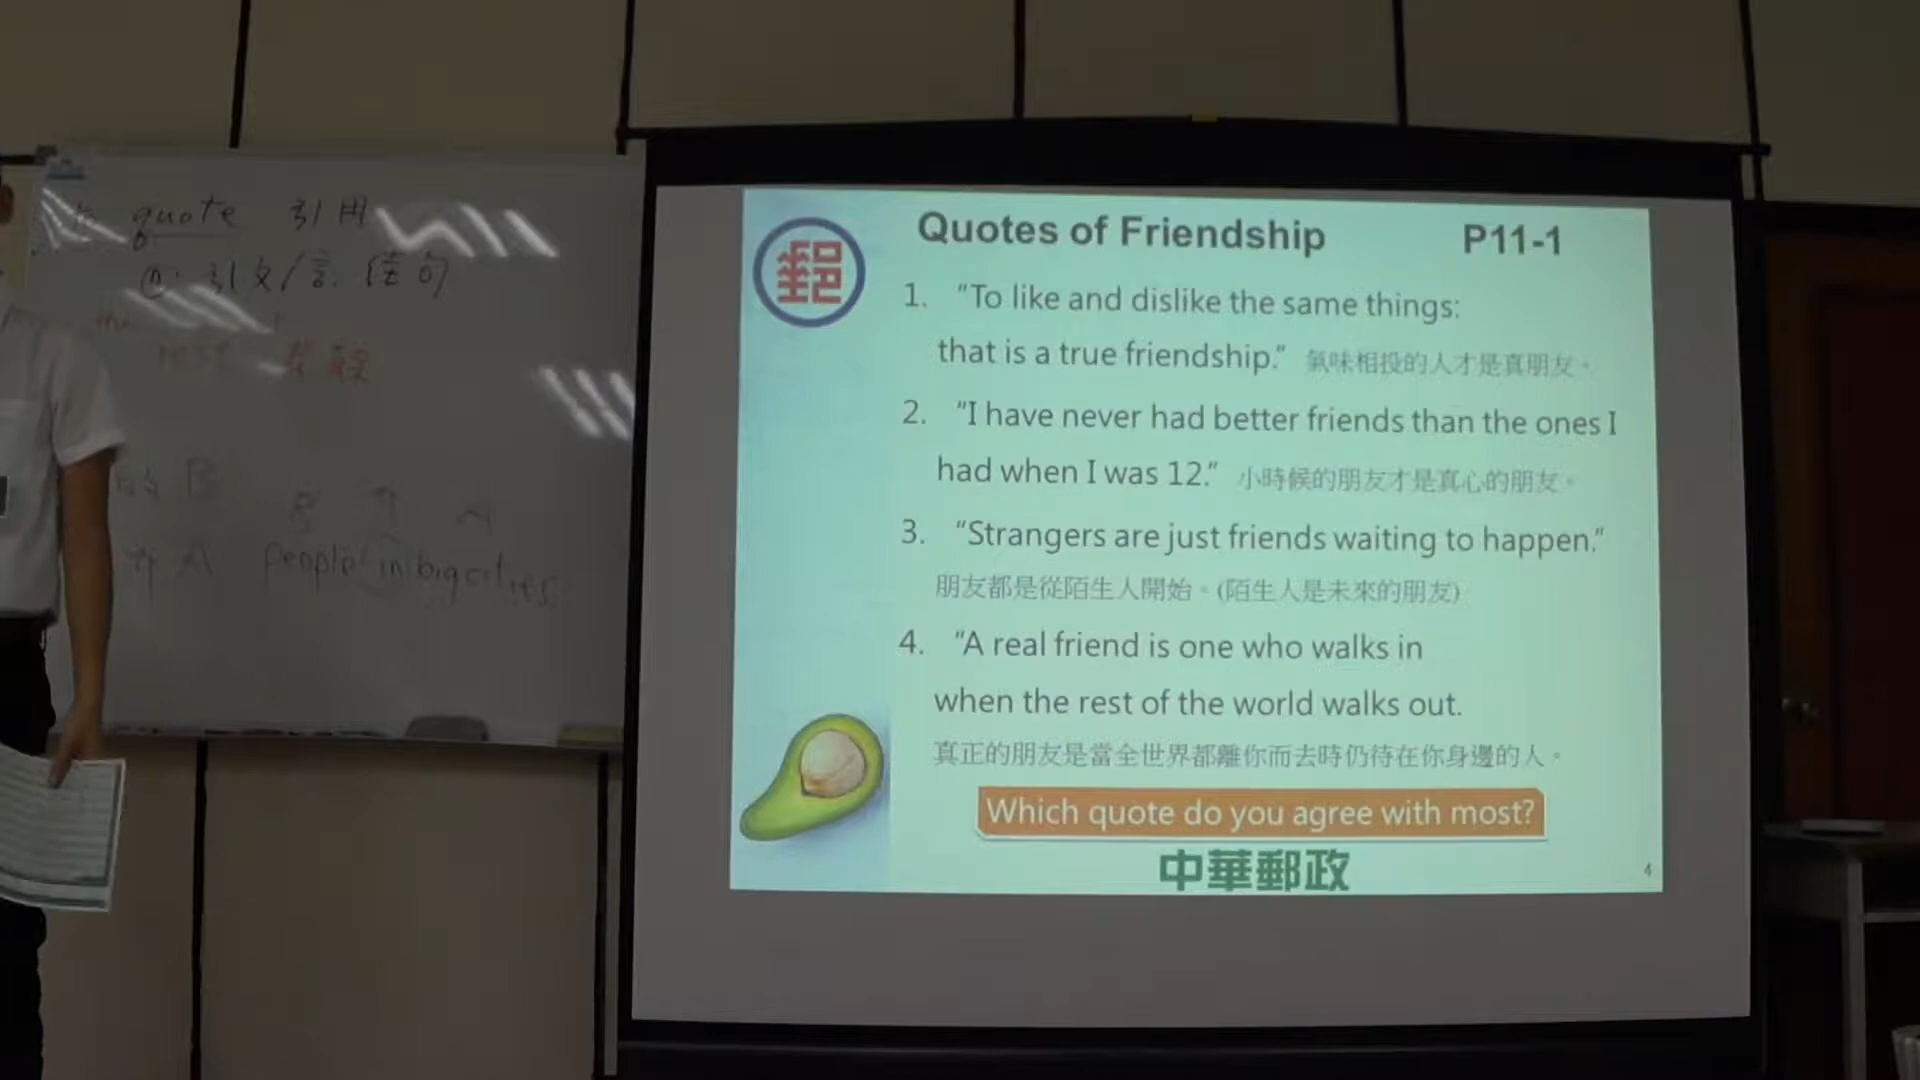 quote 引用
引文/言. 佳句
people in big cities
郵
Quotes of Friendship P11-1
1. “To like and dislike the same things:
that is a true friendship.” 氣味相投的人才是真朋友。
2. “I have never had better friends than the ones I
had when I was 12.” 小時候的朋友才是真心的朋友。
3. “Strangers are just friends waiting to happen.”
朋友都是從陌生人開始。(陌生人是未來的朋友)
4. “A real friend is one who walks in
when the rest of the world walks out.
真正的朋友是當全世界都離你而去時仍待在你身邊的人。
Which quote do you agree with most?
中華郵政
4